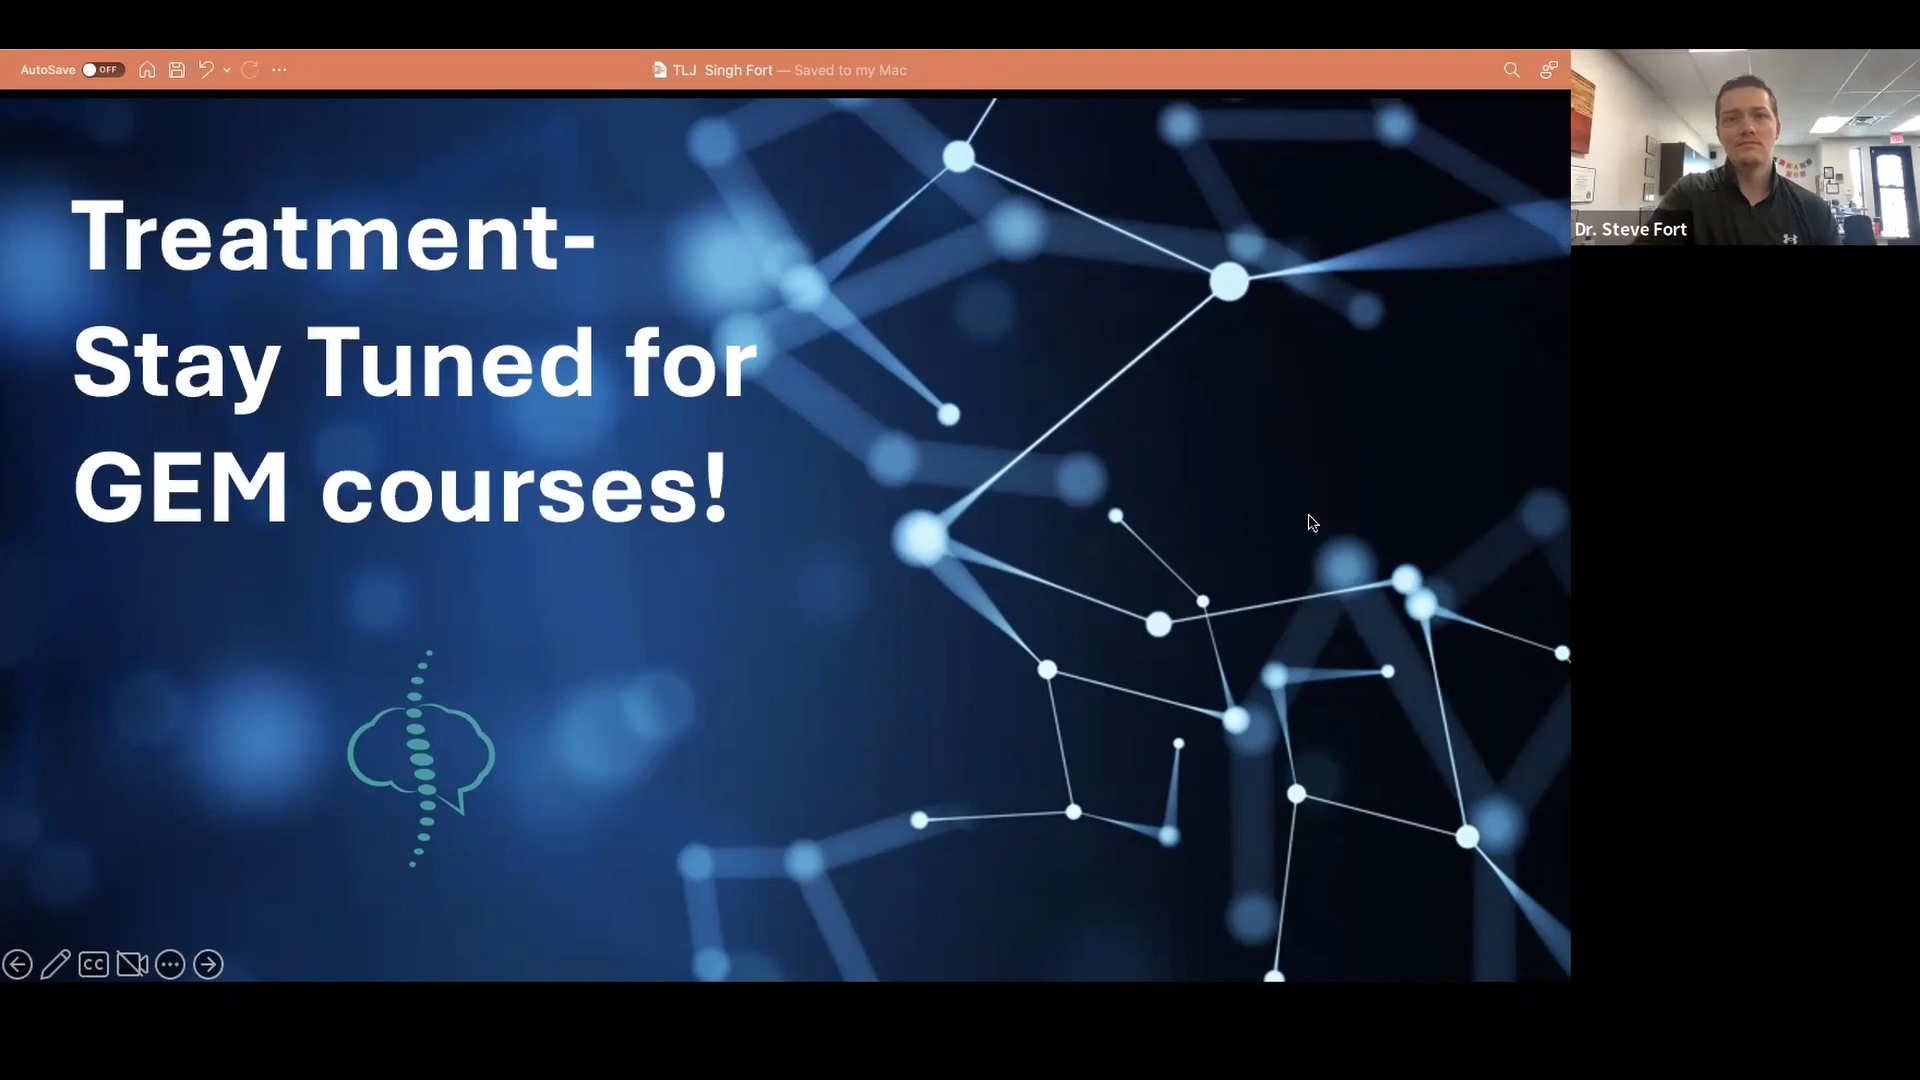 AutoSave OFF
TLJ Singh Fort — Saved to my Mac
Treatment-
Stay Tuned for
GEM courses!
Dr. Steve Fort
CC